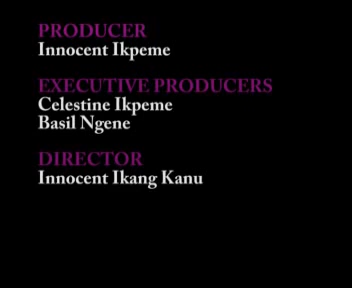 PRODUCER
Innocent Ikpeme
EXECUTIVE PRODUCERS
Celestine Ikpeme
Basil Ngene
DIRECTOR
Innocent Ikang Kanu